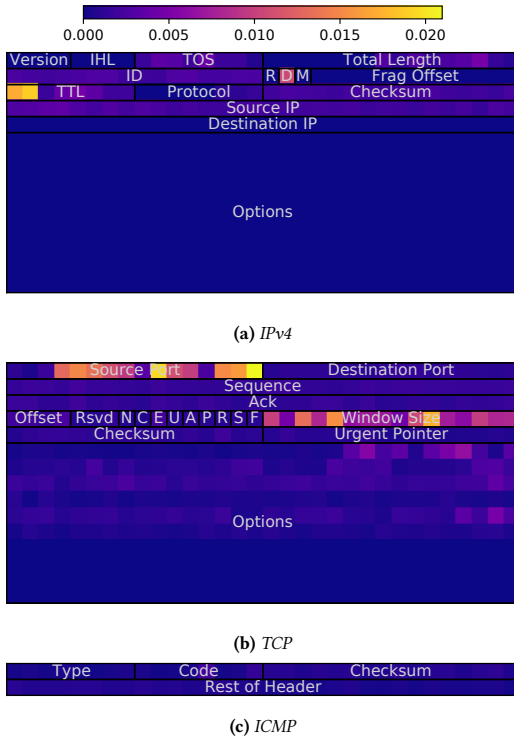 0.000 0.005 0.010 0.015 0.020
Version IHL TOS Total Length
ID R D M Frag Offset
TTL Protocol Checksum
Source IP
Destination IP
Options
(a) IPv4
Source Port Destination Port
Sequence
Ack
Offset Rsvd N C E U A P R S F Window Size
Checksum Urgent Pointer
Options
(b) TCP
Type Code Checksum
Rest of Header
(c) ICMP